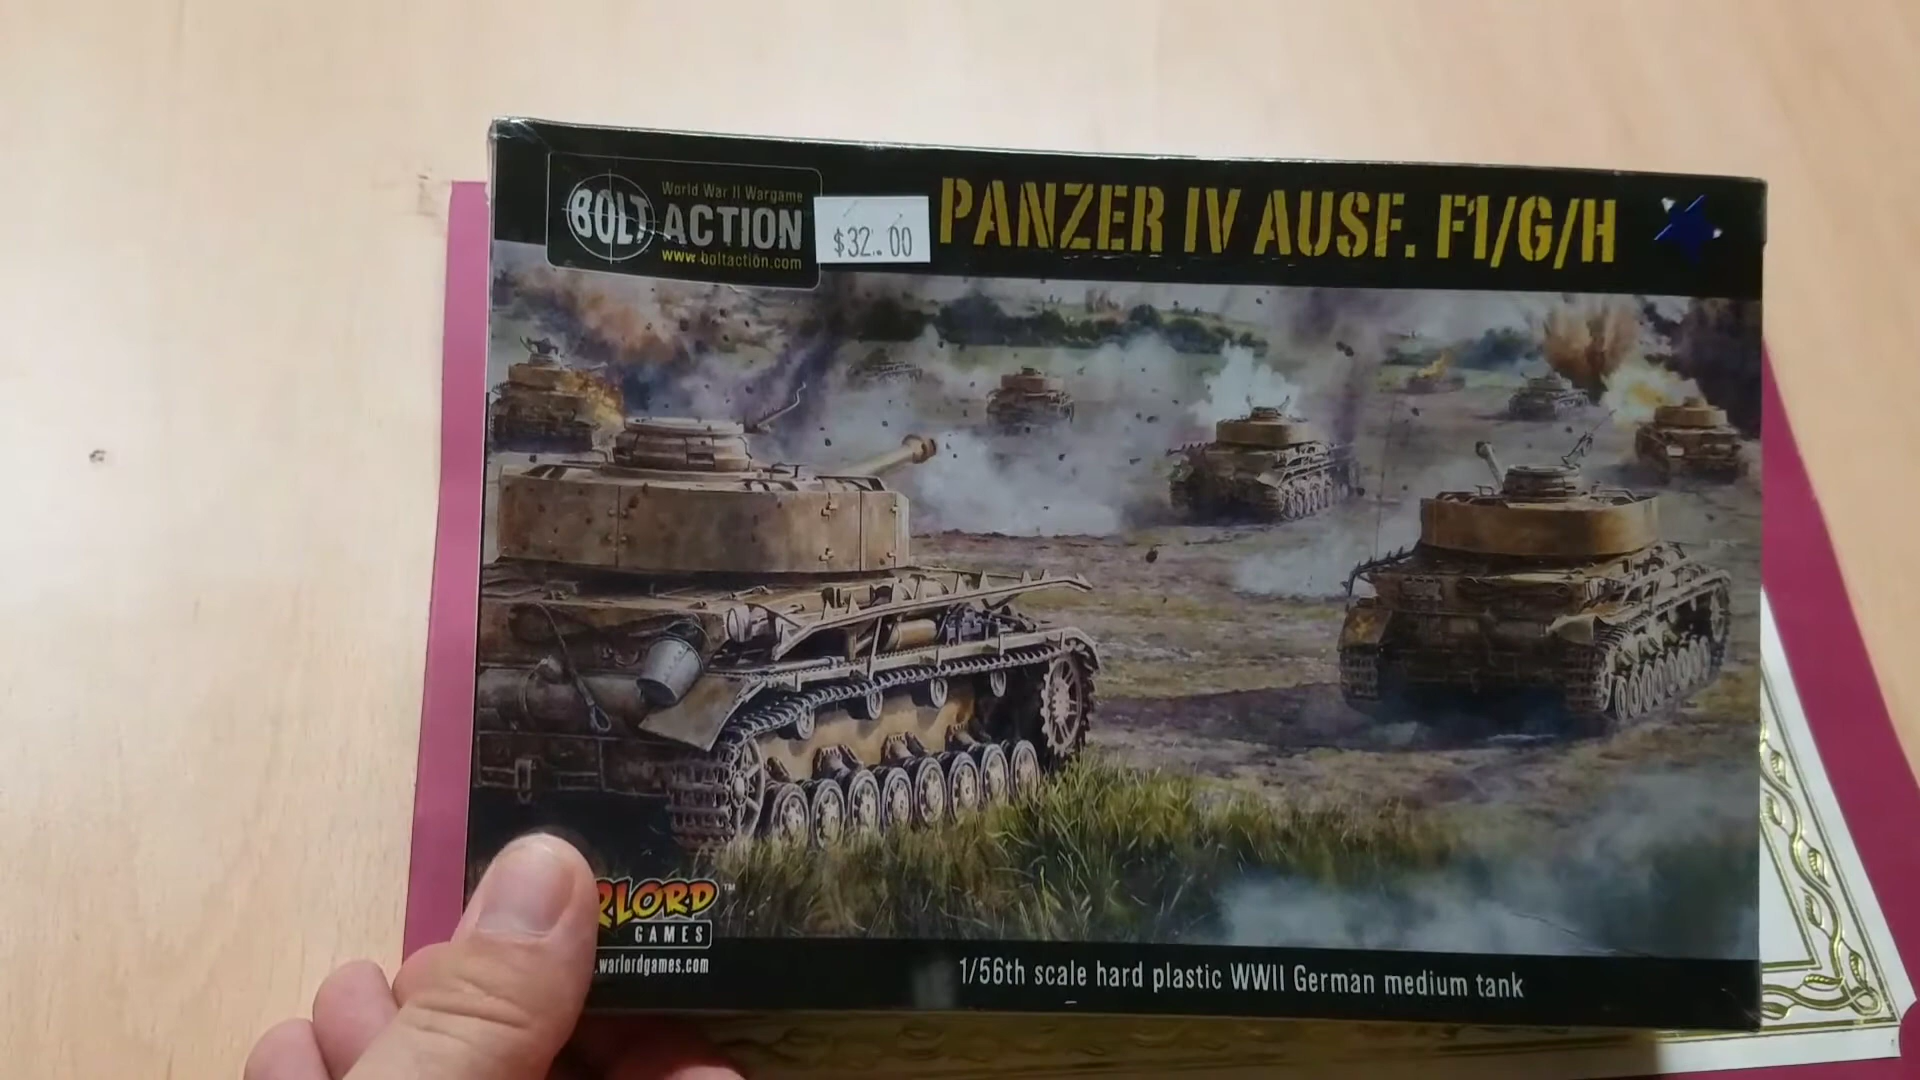 World War II Wargame
BOLT ACTION
www.boltaction.com
$32.00
PANZER IV AUSF. F1/G/H
GAMES
.warlordgames.com
1/56th scale hard plastic WWII German medium tank